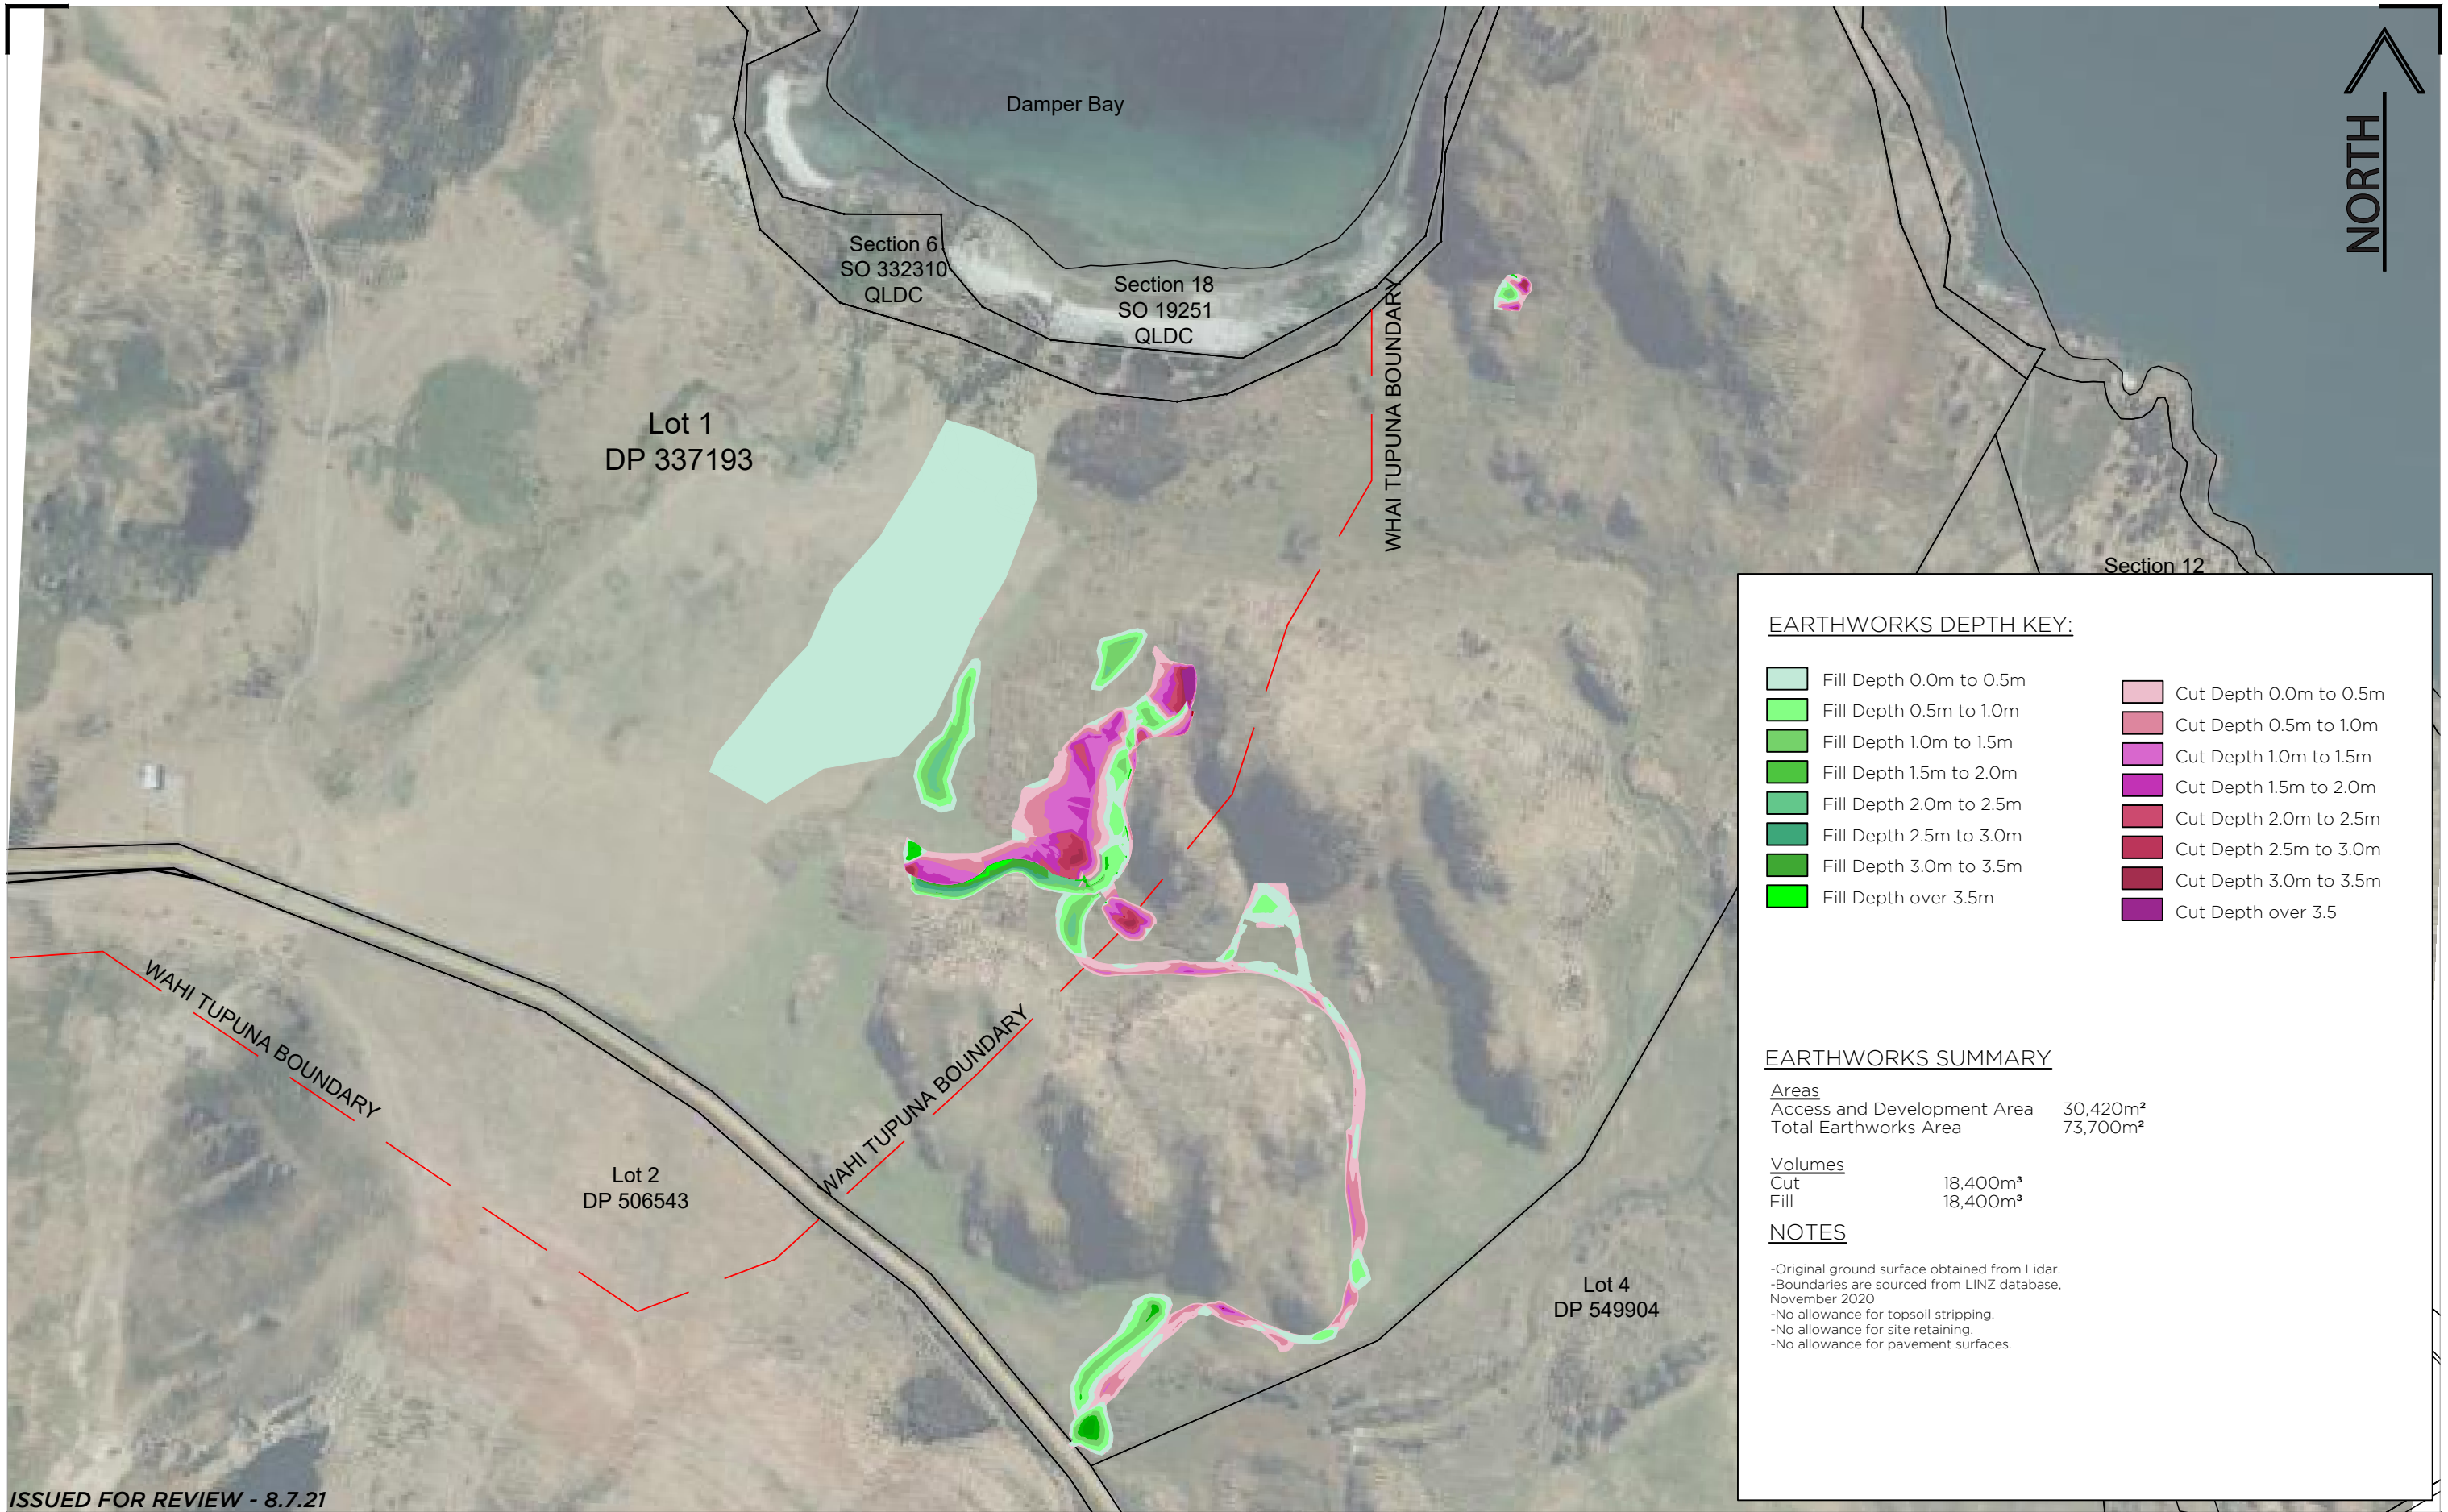 NORTH
Damper Bay
Section 6
SO 332310
QLDC
Section 18
SO 19251
QLDC
WHAI TUPUNA BOUNDARY
Lot 1
DP 337193
Section 12
EARTHWORKS DEPTH KEY:
Fill Depth 0.0m to 0.5m
Fill Depth 0.5m to 1.0m
Fill Depth 1.0m to 1.5m
Fill Depth 1.5m to 2.0m
Fill Depth 2.0m to 2.5m
Fill Depth 2.5m to 3.0m
Fill Depth 3.0m to 3.5m
Fill Depth over 3.5m
Cut Depth 0.0m to 0.5m
Cut Depth 0.5m to 1.0m
Cut Depth 1.0m to 1.5m
Cut Depth 1.5m to 2.0m
Cut Depth 2.0m to 2.5m
Cut Depth 2.5m to 3.0m
Cut Depth 3.0m to 3.5m
Cut Depth over 3.5
WAHI TUPUNA BOUNDARY
WAHI TUPUNA BOUNDARY
Lot 2
DP 506543
Lot 4
DP 549904
EARTHWORKS SUMMARY
Areas
Access and Development Area 30,420m²
Total Earthworks Area 73,700m²
Volumes
Cut 18,400m³
Fill 18,400m³
NOTES
-Original ground surface obtained from Lidar.
-Boundaries are sourced from LINZ database,
November 2020
-No allowance for topsoil stripping.
-No allowance for site retaining.
-No allowance for pavement surfaces.
ISSUED FOR REVIEW - 8.7.21